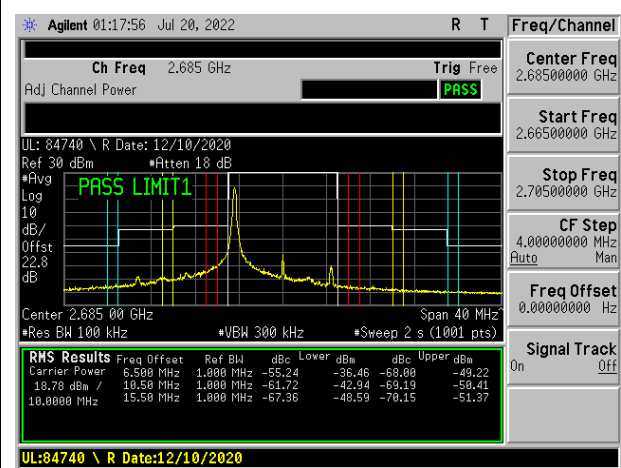 Agilent 01:17:56 Jul 20, 2022 R T
Freq/Channel
Ch Freq 2.685 GHz Trig Free
Adj Channel Power PASS
Center Freq
2.68500000 GHz
Start Freq
2.66500000 GHz
Stop Freq
2.70500000 GHz
CF Step
4.00000000 MHz
Auto Man
Freq Offset
0.00000000 Hz
Signal Track
On Off
UL: 84740 \ R Date: 12/10/2020
Ref 30 dBm #Atten 18 dB
#Avg
Log
10
dB/
Offst
22.8
dB
PASS LIMIT1
Center 2.685 00 GHz Span 40 MHz
#Res BW 100 kHz #VBW 300 kHz #Sweep 2 s (1001 pts)
RMS Results Freq Offset Ref BW dBc Lower dBm dBc Upper dBm
Carrier Power 6.500 MHz 1.000 MHz -55.24 -36.46 -68.00 -49.22
18.78 dBm / 10.50 MHz 1.000 MHz -61.72 -42.94 -69.19 -50.41
10.0000 MHz 15.50 MHz 1.000 MHz -67.36 -48.59 -70.15 -51.37
UL:84740 \ R Date:12/10/2020